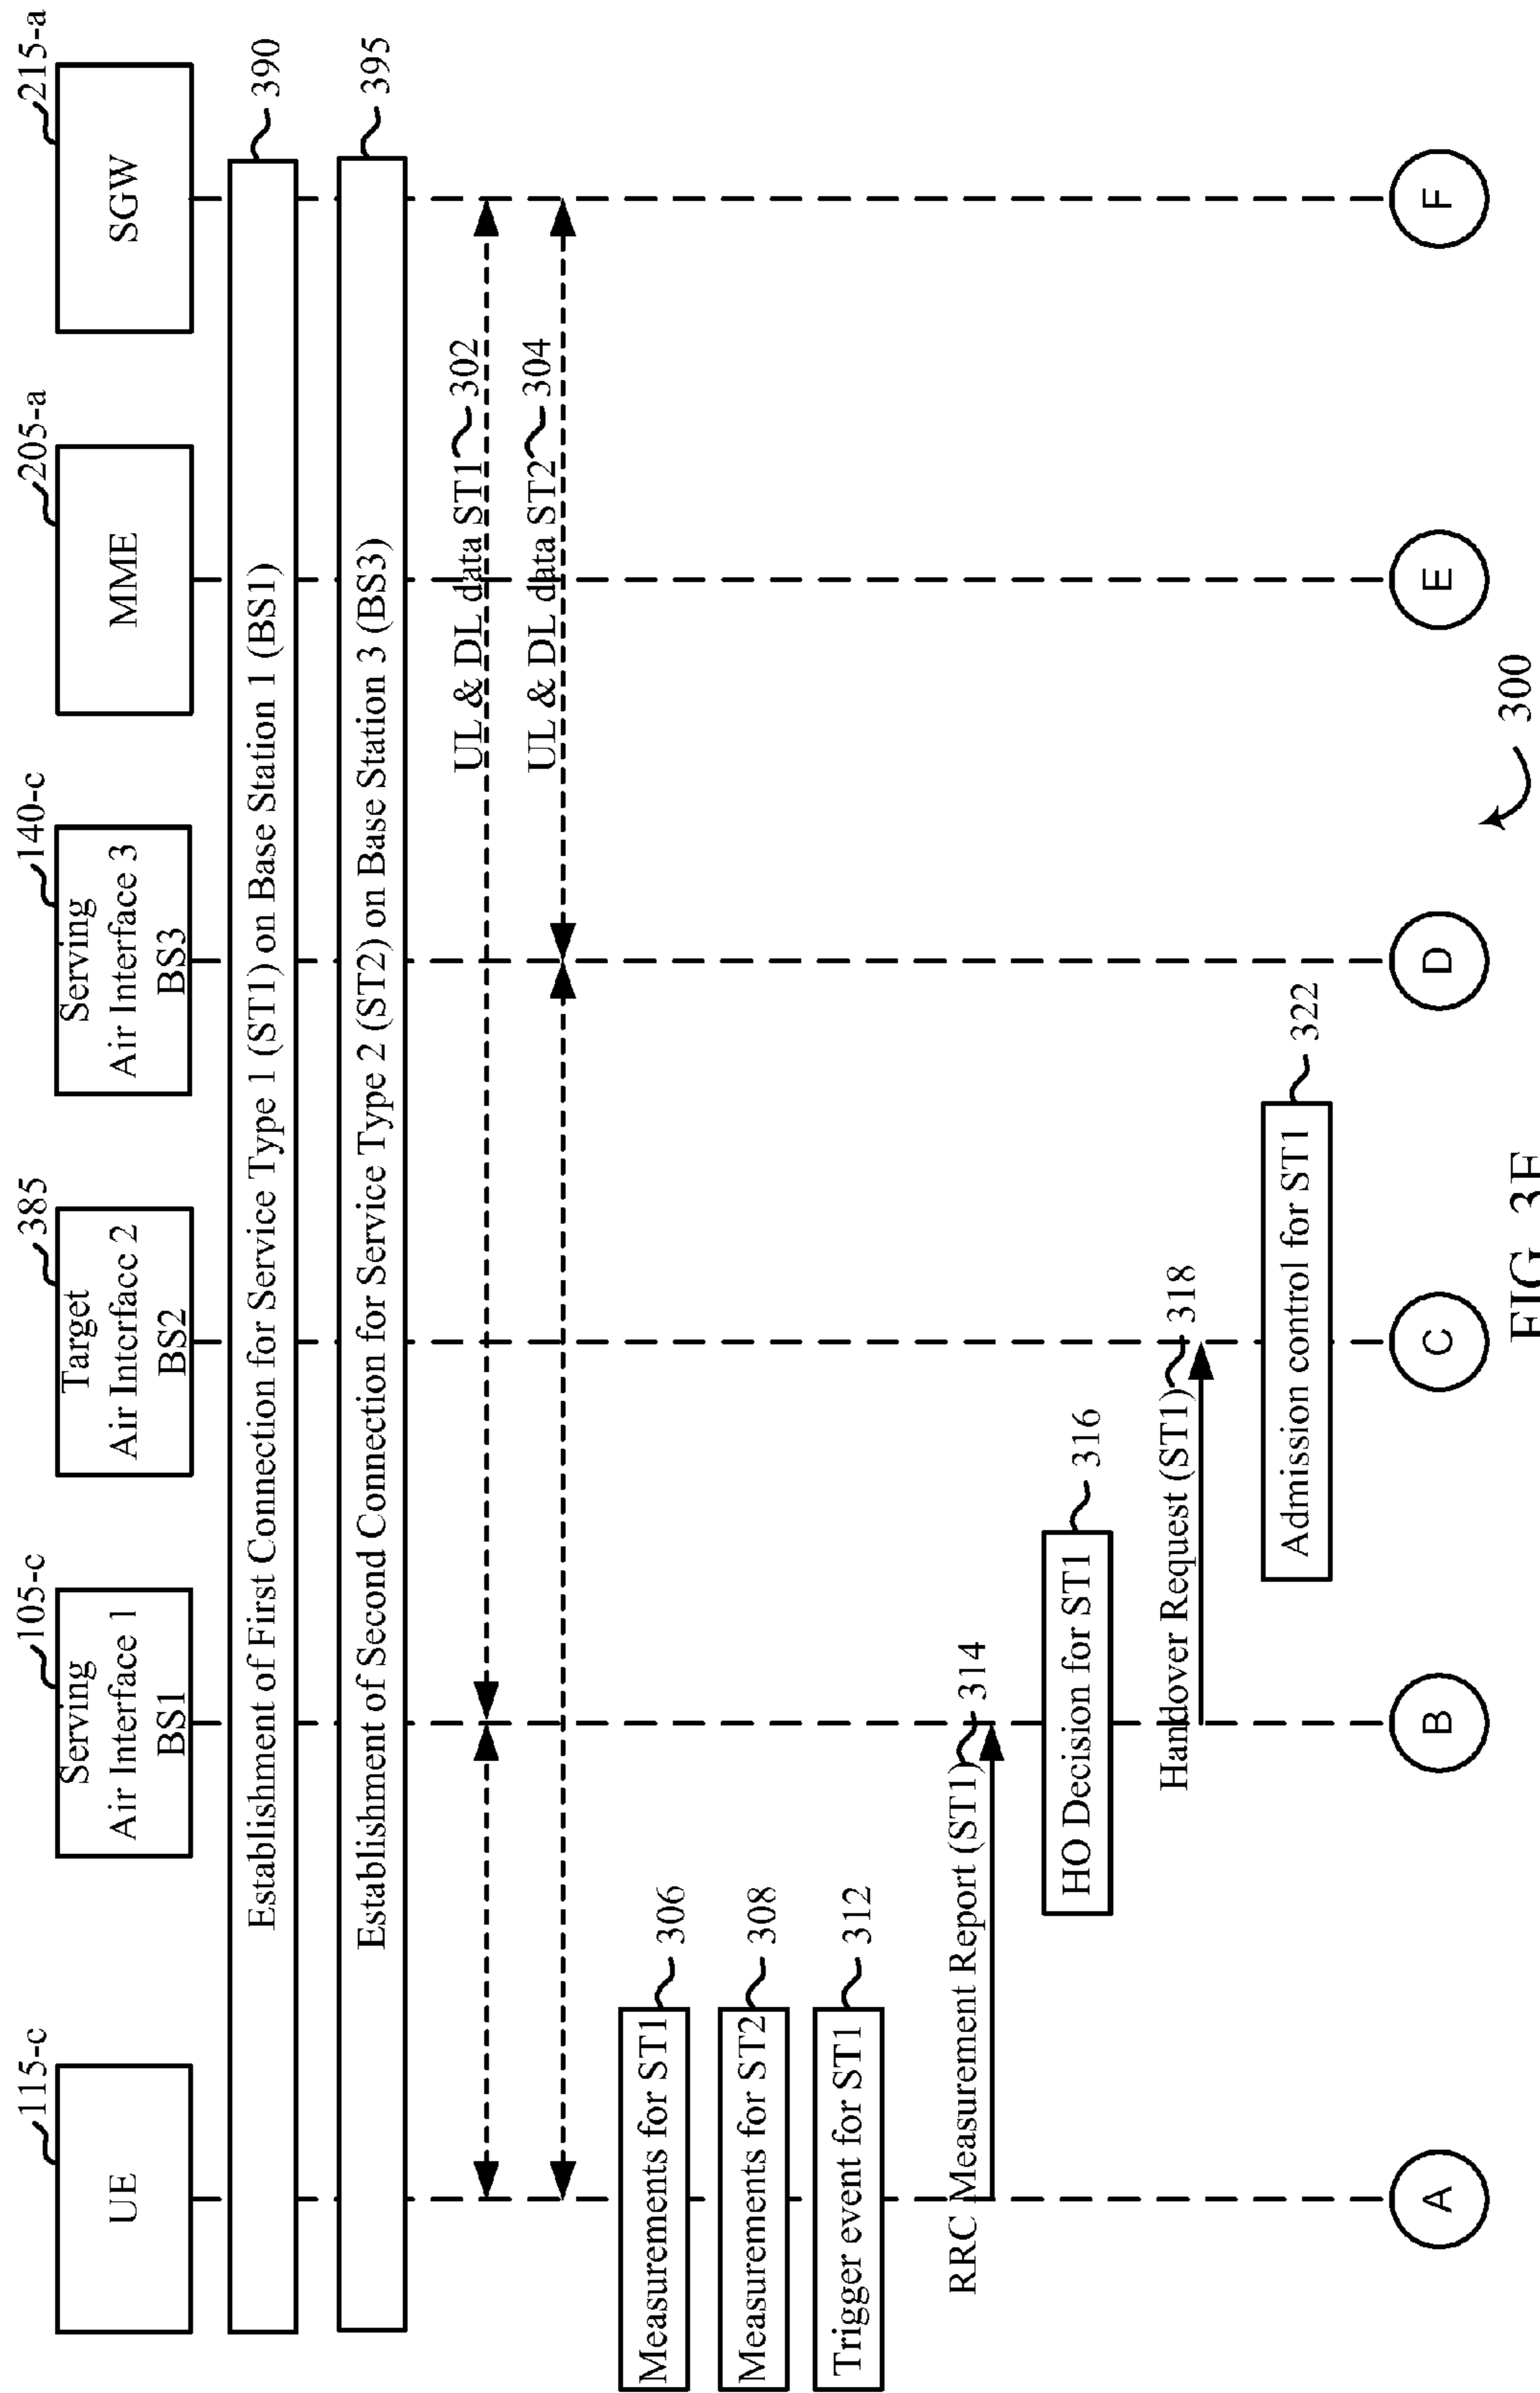 115-c
105-c
385
140-c
205-a
215-a
UE
Serving
Air Interface 1
BS1
Target
Air Interface 2
BS2
Serving
Air Interface 3
BS3
MME
SGW
Establishment of First Connection for Service Type 1 (ST1) on Base Station 1 (BS1)
390
Establishment of Second Connection for Service Type 2 (ST2) on Base Station 3 (BS3)
395
UL & DL data ST1 302
UL & DL data ST2 304
Measurements for ST1
306
Measurements for ST2
308
Trigger event for ST1
312
RRC Measurement Report (ST1) 314
HO Decision for ST1
316
Handover Request (ST1) 318
Admission control for ST1
322
A
B
C
D
E
F
300